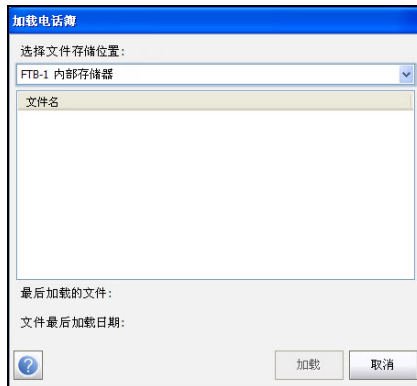 加载电话簿
选择文件存储位置:
FTB-1 内部存储器
文件名
最后加载的文件:
文件最后加载日期:
? 加载 取消